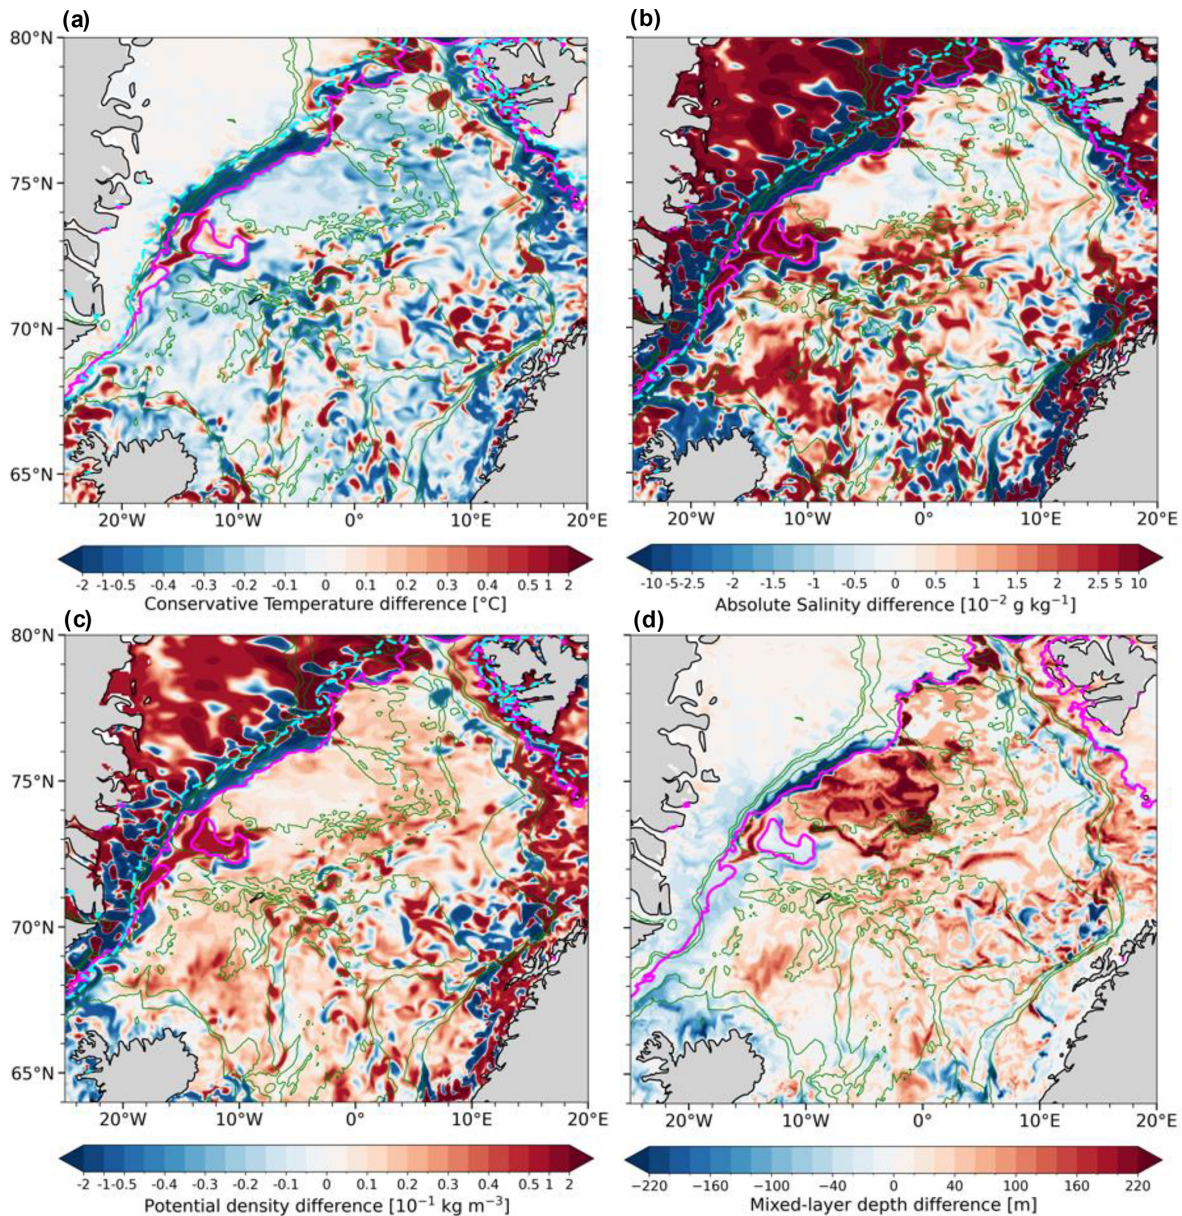 (a) (b)
80°N
75°N
70°N
65°N
20°W 10°W 0° 10°E 20°E 20°W 10°W 0° 10°E 20°E
-2 -1-0.5 -0.4 -0.3 -0.2 -0.1 0 0.1 0.2 0.3 0.4 0.5 1 2 -10-5-2.5 -2 -1.5 -1 -0.5 0 0.5 1 1.5 2 2.5 5 10
Conservative Temperature difference [°C] Absolute Salinity difference [10⁻² g kg⁻¹]
(c) (d)
80°N
75°N
70°N
65°N
20°W 10°W 0° 10°E 20°E 20°W 10°W 0° 10°E 20°E
-2 -1-0.5 -0.4 -0.3 -0.2 -0.1 0 0.1 0.2 0.3 0.4 0.5 1 2 −220 −160 −100 −40 0 40 100 160 220
Potential density difference [10⁻¹ kg m⁻³] Mixed-layer depth difference [m]